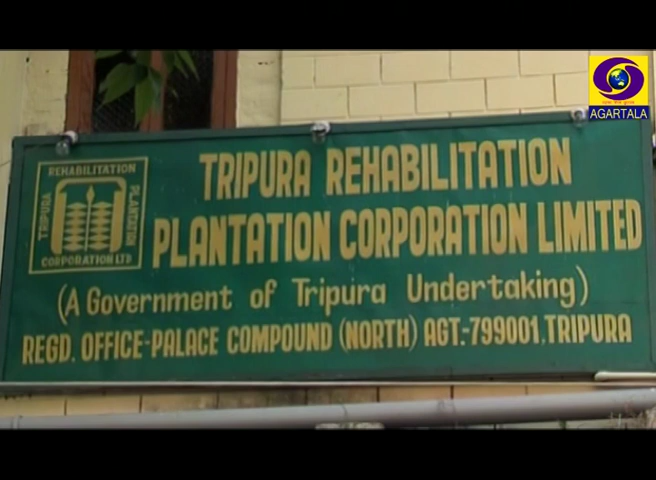 AGARTALA
REHABILITATION
TRIPURA
PLANTATION
CORPORATION LTD
TRIPURA REHABILITATION
PLANTATION CORPORATION LIMITED
(A Government of Tripura Undertaking)
REGD. OFFICE-PALACE COMPOUND (NORTH) AGT.-799001, TRIPURA